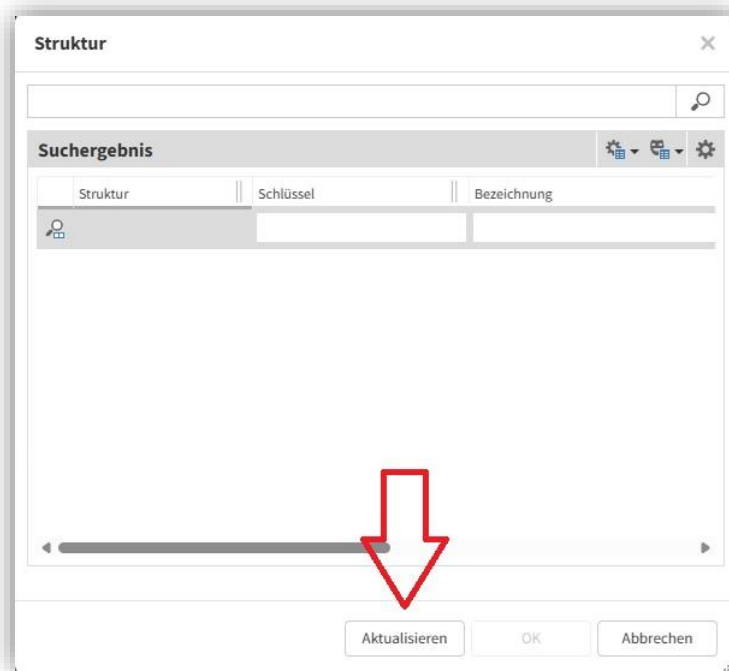 Struktur
Suchergebnis
Struktur Schlüssel Bezeichnung
Aktualisieren OK Abbrechen